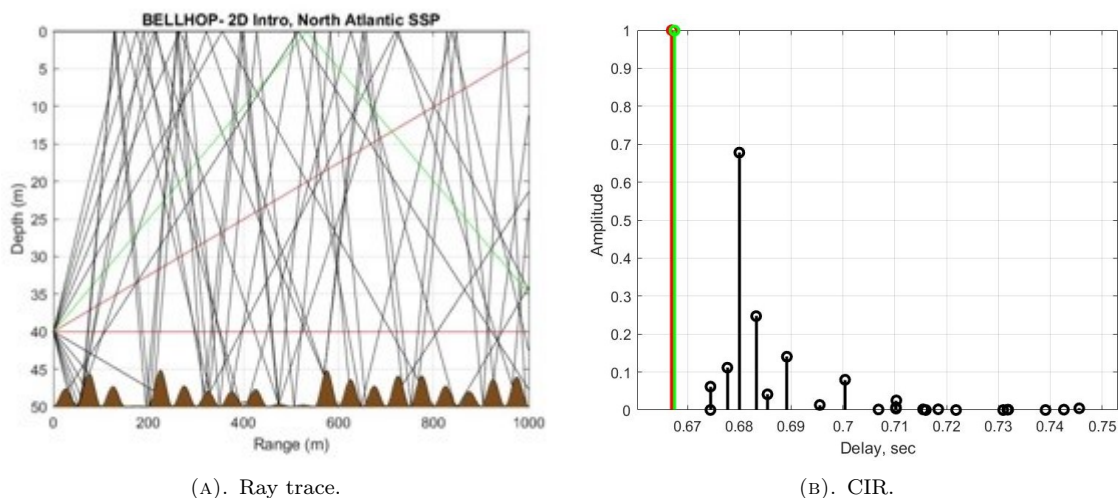 BELLHOP- 2D Intro, North Atlantic SSP
0
5
10
15
20
25
30
35
40
45
50
Depth (m)
0 200 400 600 800 1000
Range (m)
(A). Ray trace.
1
0.9
0.8
0.7
0.6
0.5
0.4
0.3
0.2
0.1
0
Amplitude
0.67 0.68 0.69 0.7 0.71 0.72 0.73 0.74 0.75
Delay, sec
(B). CIR.